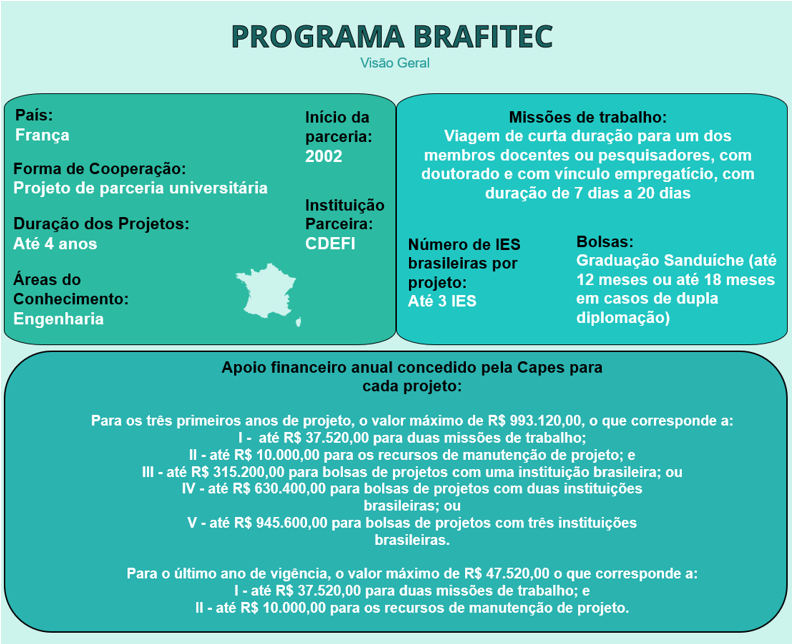 PROGRAMA BRAFITEC
Visão Geral
País:
França
Forma de Cooperação:
Projeto de parceria universitária
Duração dos Projetos:
Até 4 anos
Áreas do
Conhecimento:
Engenharia
Início da
parceria:
2002
Instituição
Parceira:
CDEFI
Missões de trabalho:
Viagem de curta duração para um dos
membros docentes ou pesquisadores, com
doutorado e com vínculo empregatício, com
duração de 7 dias a 20 dias
Número de IES
brasileiras por
projeto:
Até 3 IES
Bolsas:
Graduação Sanduíche (até
12 meses ou até 18 meses
em casos de dupla
diplomação)
Apoio financeiro anual concedido pela Capes para
cada projeto:
Para os três primeiros anos de projeto, o valor máximo de R$ 993.120,00, o que corresponde a:
I - até R$ 37.520,00 para duas missões de trabalho;
II - até R$ 10.000,00 para os recursos de manutenção de projeto; e
III - até R$ 315.200,00 para bolsas de projetos com uma instituição brasileira; ou
IV - até R$ 630.400,00 para bolsas de projetos com duas instituições
brasileiras; ou
V - até R$ 945.600,00 para bolsas de projetos com três instituições
brasileiras.
Para o último ano de vigência, o valor máximo de R$ 47.520,00 o que corresponde a:
I - até R$ 37.520,00 para duas missões de trabalho; e
II - até R$ 10.000,00 para os recursos de manutenção de projeto.